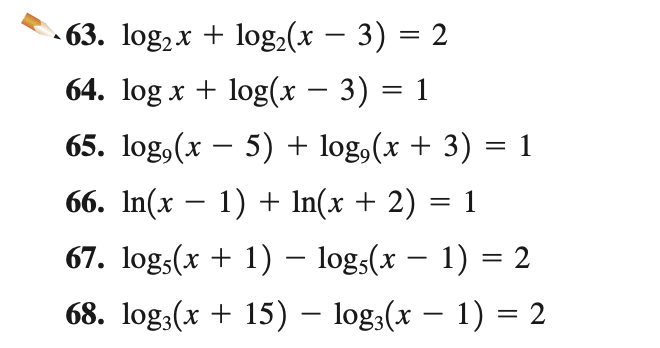 63. log₂x + log₂(x − 3) = 2
64. log x + log(x − 3) = 1
65. log₉(x − 5) + log₉(x + 3) = 1
66. ln(x − 1) + ln(x + 2) = 1
67. log₅(x + 1) − log₅(x − 1) = 2
68. log₃(x + 15) − log₃(x − 1) = 2